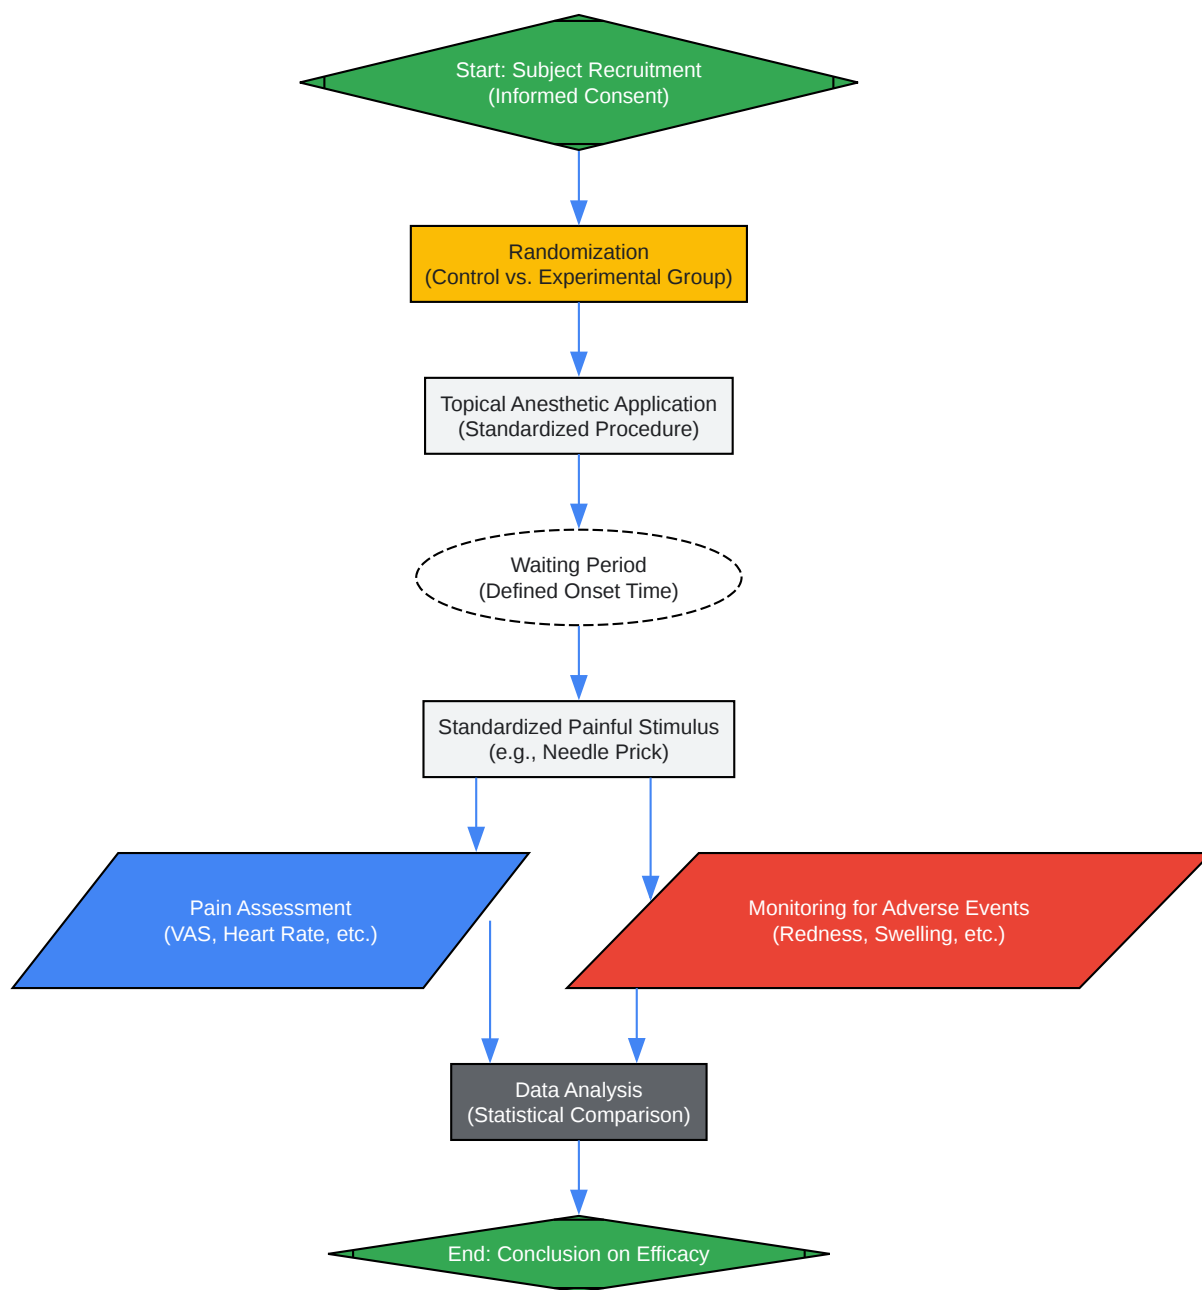 Start: Subject Recruitment
(Informed Consent)
Randomization
(Control vs. Experimental Group)
Topical Anesthetic Application
(Standardized Procedure)
Waiting Period
(Defined Onset Time)
Standardized Painful Stimulus
(e.g., Needle Prick)
Pain Assessment
(VAS, Heart Rate, etc.)
Monitoring for Adverse Events
(Redness, Swelling, etc.)
Data Analysis
(Statistical Comparison)
End: Conclusion on Efficacy